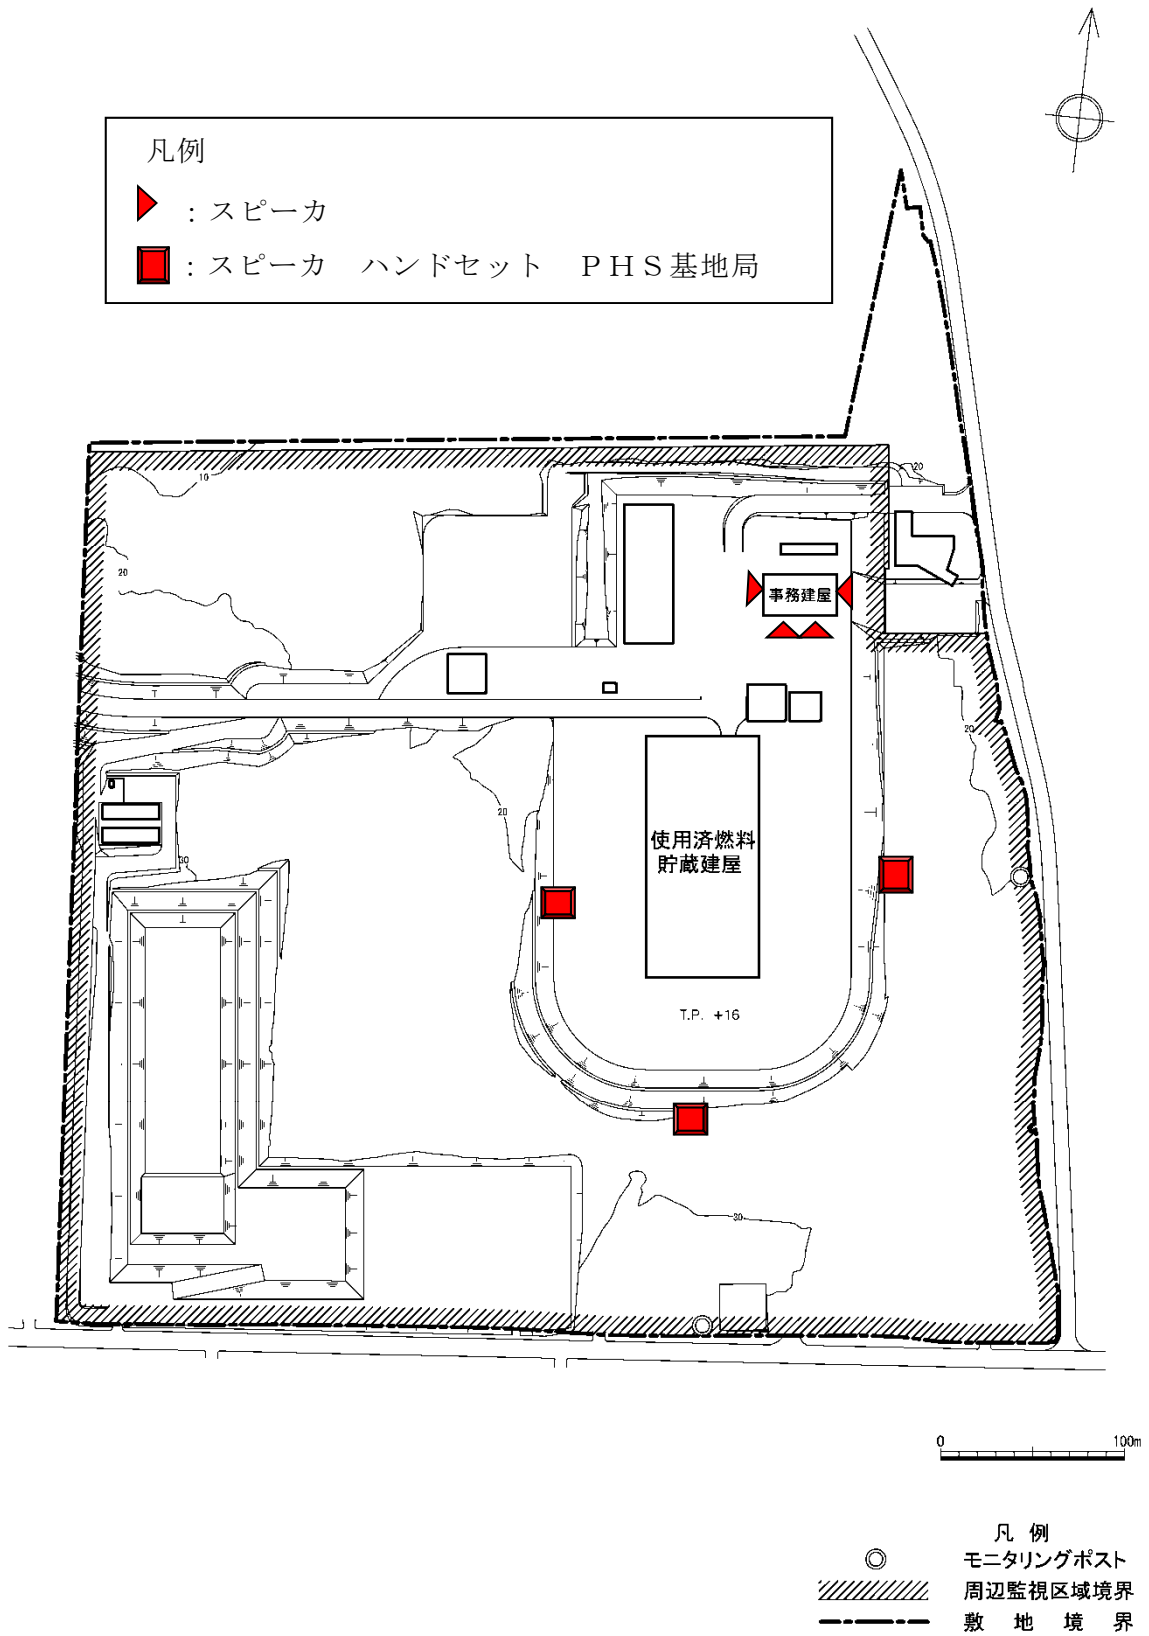 凡例
：スピーカ
：スピーカ　ハンドセット　ＰＨＳ基地局
10
20
20
事務建屋
20
20
使用済燃料
貯蔵建屋
30
T.P. +16
30
0 100m
凡 例
モニタリングポスト
周辺監視区域境界
敷 地 境 界